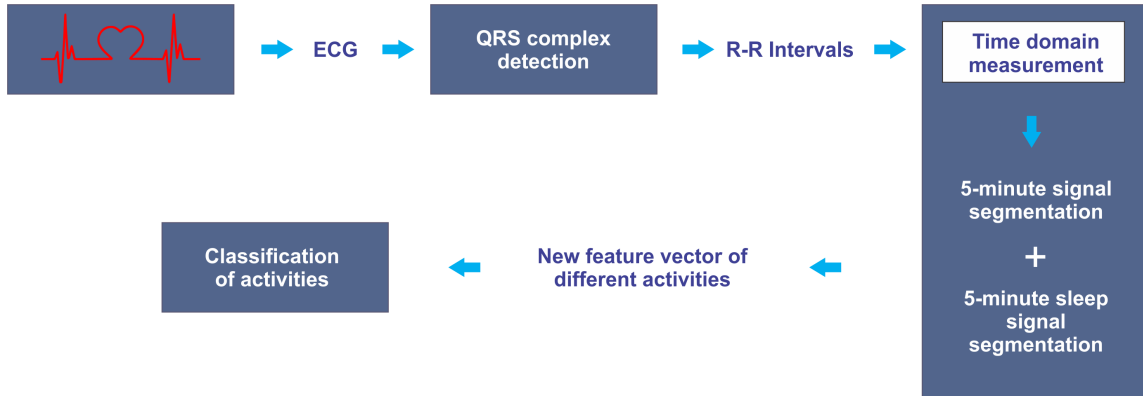 ECG
QRS complex
detection
R-R Intervals
Time domain
measurement
5-minute signal
segmentation
+
5-minute sleep
signal
segmentation
New feature vector of
different activities
Classification
of activities